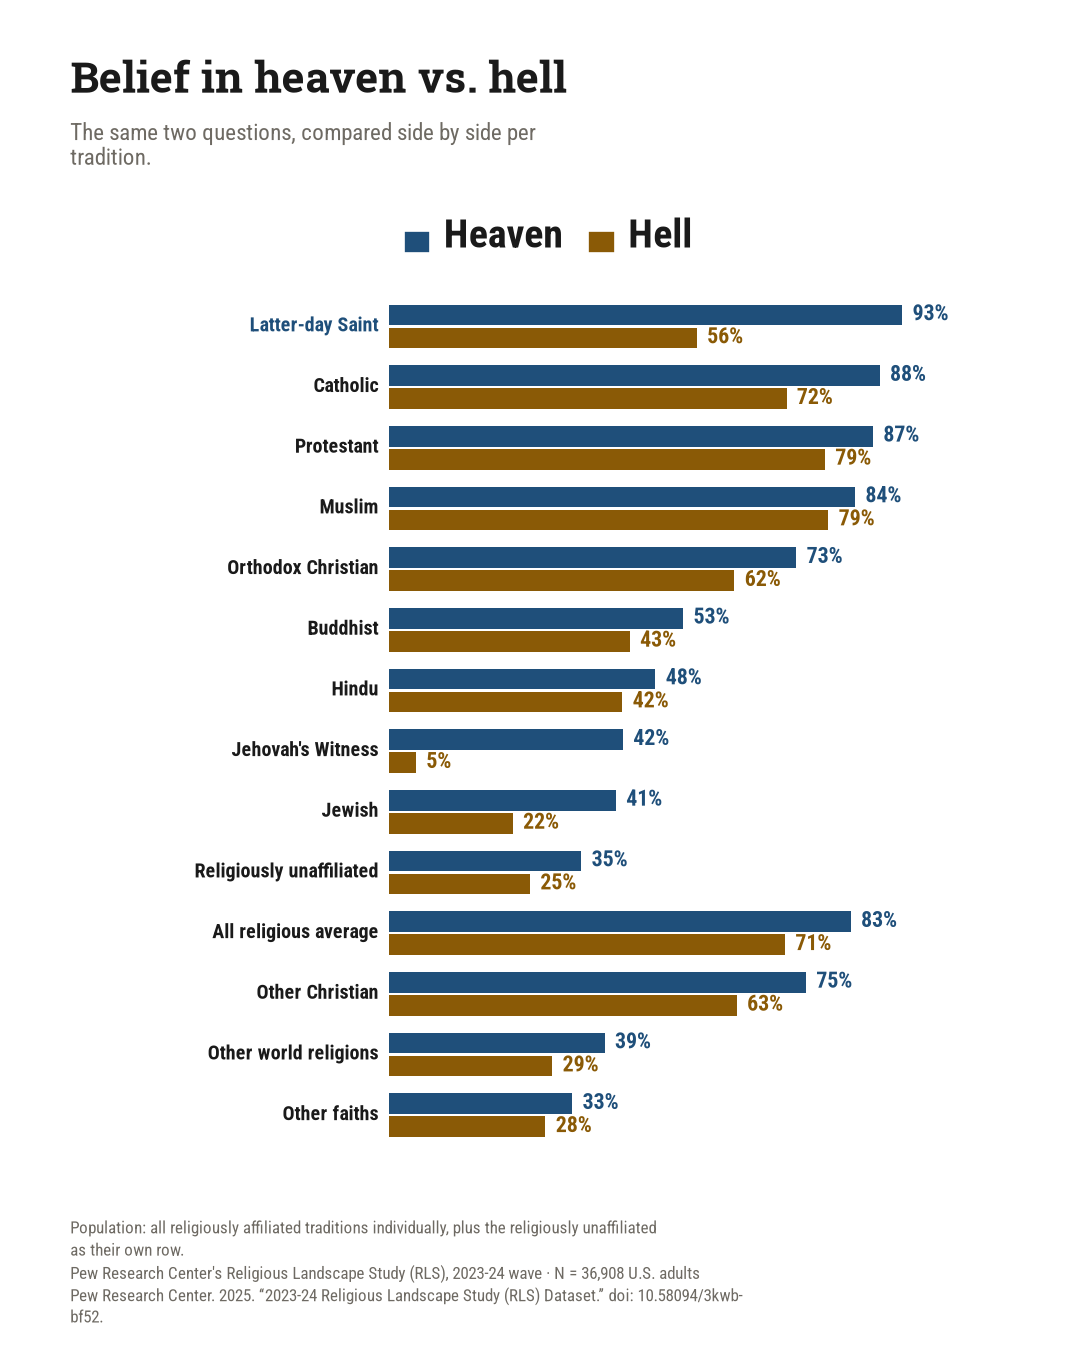 Belief in heaven vs. hell
The same two questions, compared side by side per
tradition.
Heaven Hell
Latter-day Saint 93%
56%
Catholic 88%
72%
Protestant 87%
79%
Muslim 84%
79%
Orthodox Christian 73%
62%
Buddhist 53%
43%
Hindu 48%
42%
Jehovah's Witness 42%
5%
Jewish 41%
22%
Religiously unaffiliated 35%
25%
All religious average 83%
71%
Other Christian 75%
63%
Other world religions 39%
29%
Other faiths 33%
28%
Population: all religiously affiliated traditions individually, plus the religiously unaffiliated
as their own row.
Pew Research Center's Religious Landscape Study (RLS), 2023-24 wave · N = 36,908 U.S. adults
Pew Research Center. 2025. “2023-24 Religious Landscape Study (RLS) Dataset.” doi: 10.58094/3kwb-
bf52.